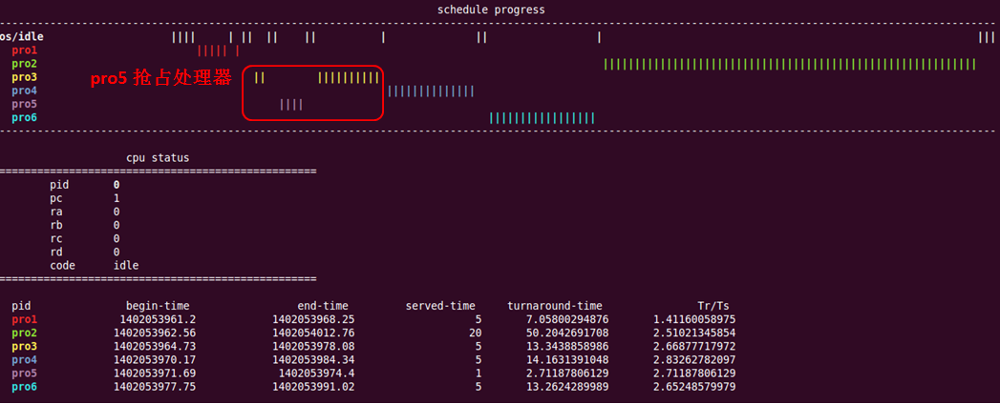 schedule progress
os/idle
pro1
pro2
pro3
pro5 抢占处理器
pro4
pro5
pro6
cpu status
pid 0
pc 1
ra 0
rb 0
rc 0
rd 0
code idle
pid begin-time end-time served-time turnaround-time Tr/Ts
pro1 1402053961.2 1402053968.25 5 7.05800294876 1.41160058975
pro2 1402053962.56 1402054012.76 20 50.2042691708 2.51021345854
pro3 1402053964.73 1402053978.08 5 13.3438858986 2.66877717972
pro4 1402053970.17 1402053984.34 5 14.1631391048 2.83262782097
pro5 1402053971.69 1402053974.4 1 2.71187806129 2.71187806129
pro6 1402053977.75 1402053991.02 5 13.2624289989 2.65248579979